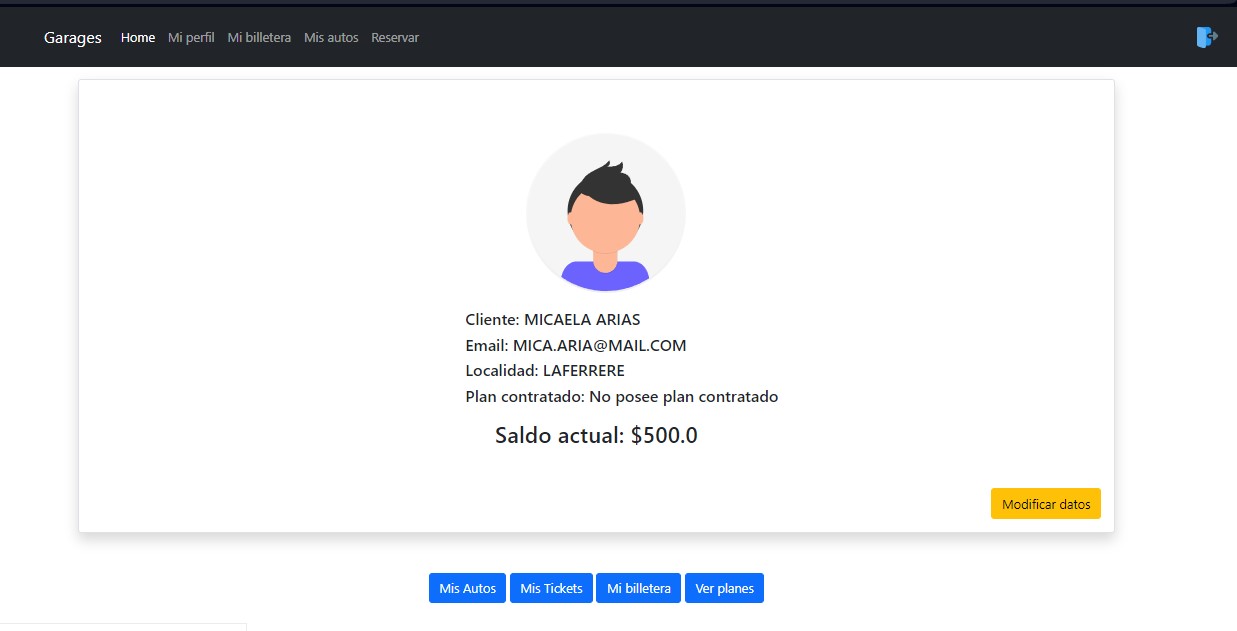 Garages Home Mi perfil Mi billetera Mis autos Reservar
Cliente: MICAELA ARIAS
Email: MICA.ARIA@MAIL.COM
Localidad: LAFERRERE
Plan contratado: No posee plan contratado
Saldo actual: $500.0
Modificar datos
Mis Autos Mis Tickets Mi billetera Ver planes